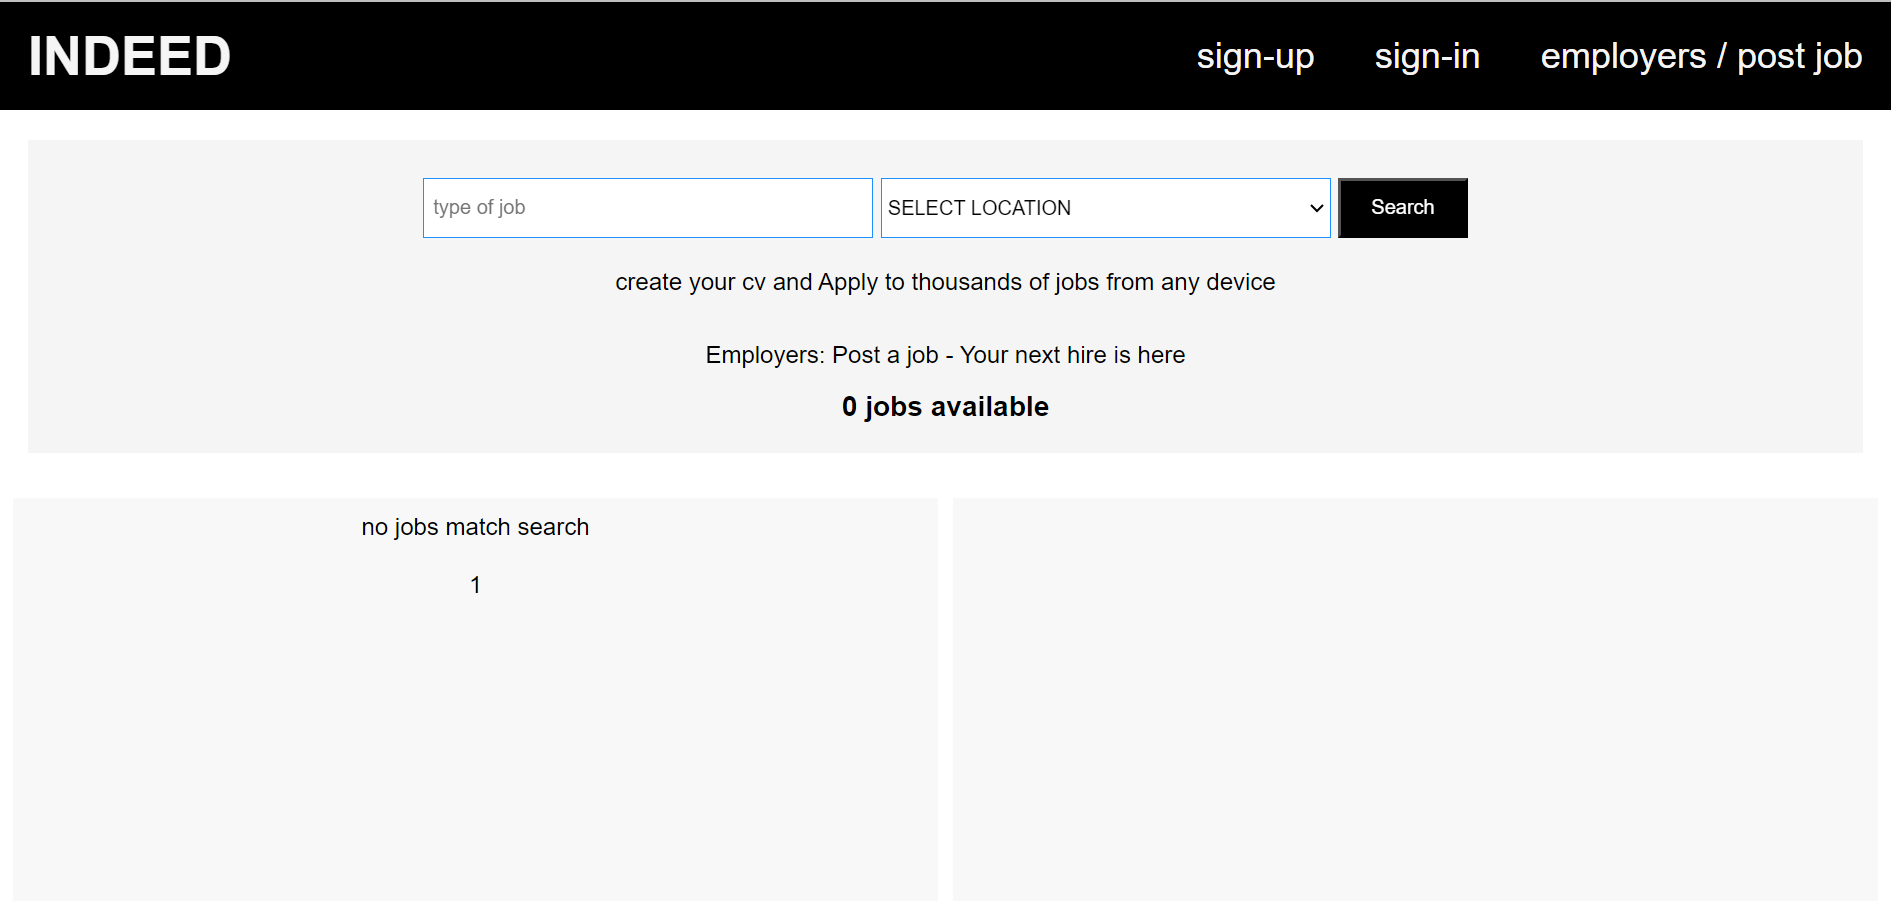 INDEED
sign-up sign-in employers / post job
type of job SELECT LOCATION Search
create your cv and Apply to thousands of jobs from any device
Employers: Post a job - Your next hire is here
0 jobs available
no jobs match search
1